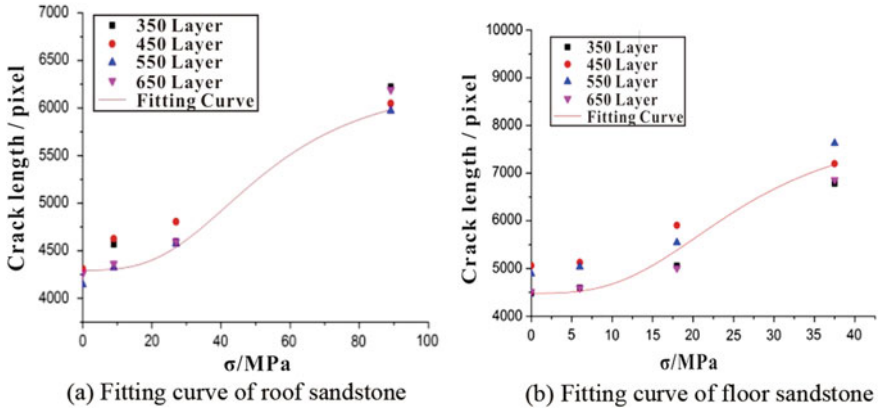 350 Layer
450 Layer
550 Layer
650 Layer
Fitting Curve
Crack length / pixel
6500
6000
5500
5000
4500
4000
0
20
40
60
80
100
σ/MPa
(a) Fitting curve of roof sandstone
350 Layer
450 Layer
550 Layer
650 Layer
Fitting Curve
Crack length / pixel
10000
9000
8000
7000
6000
5000
4000
0
5
10
15
20
25
30
35
40
σ/MPa
(b) Fitting curve of floor sandstone